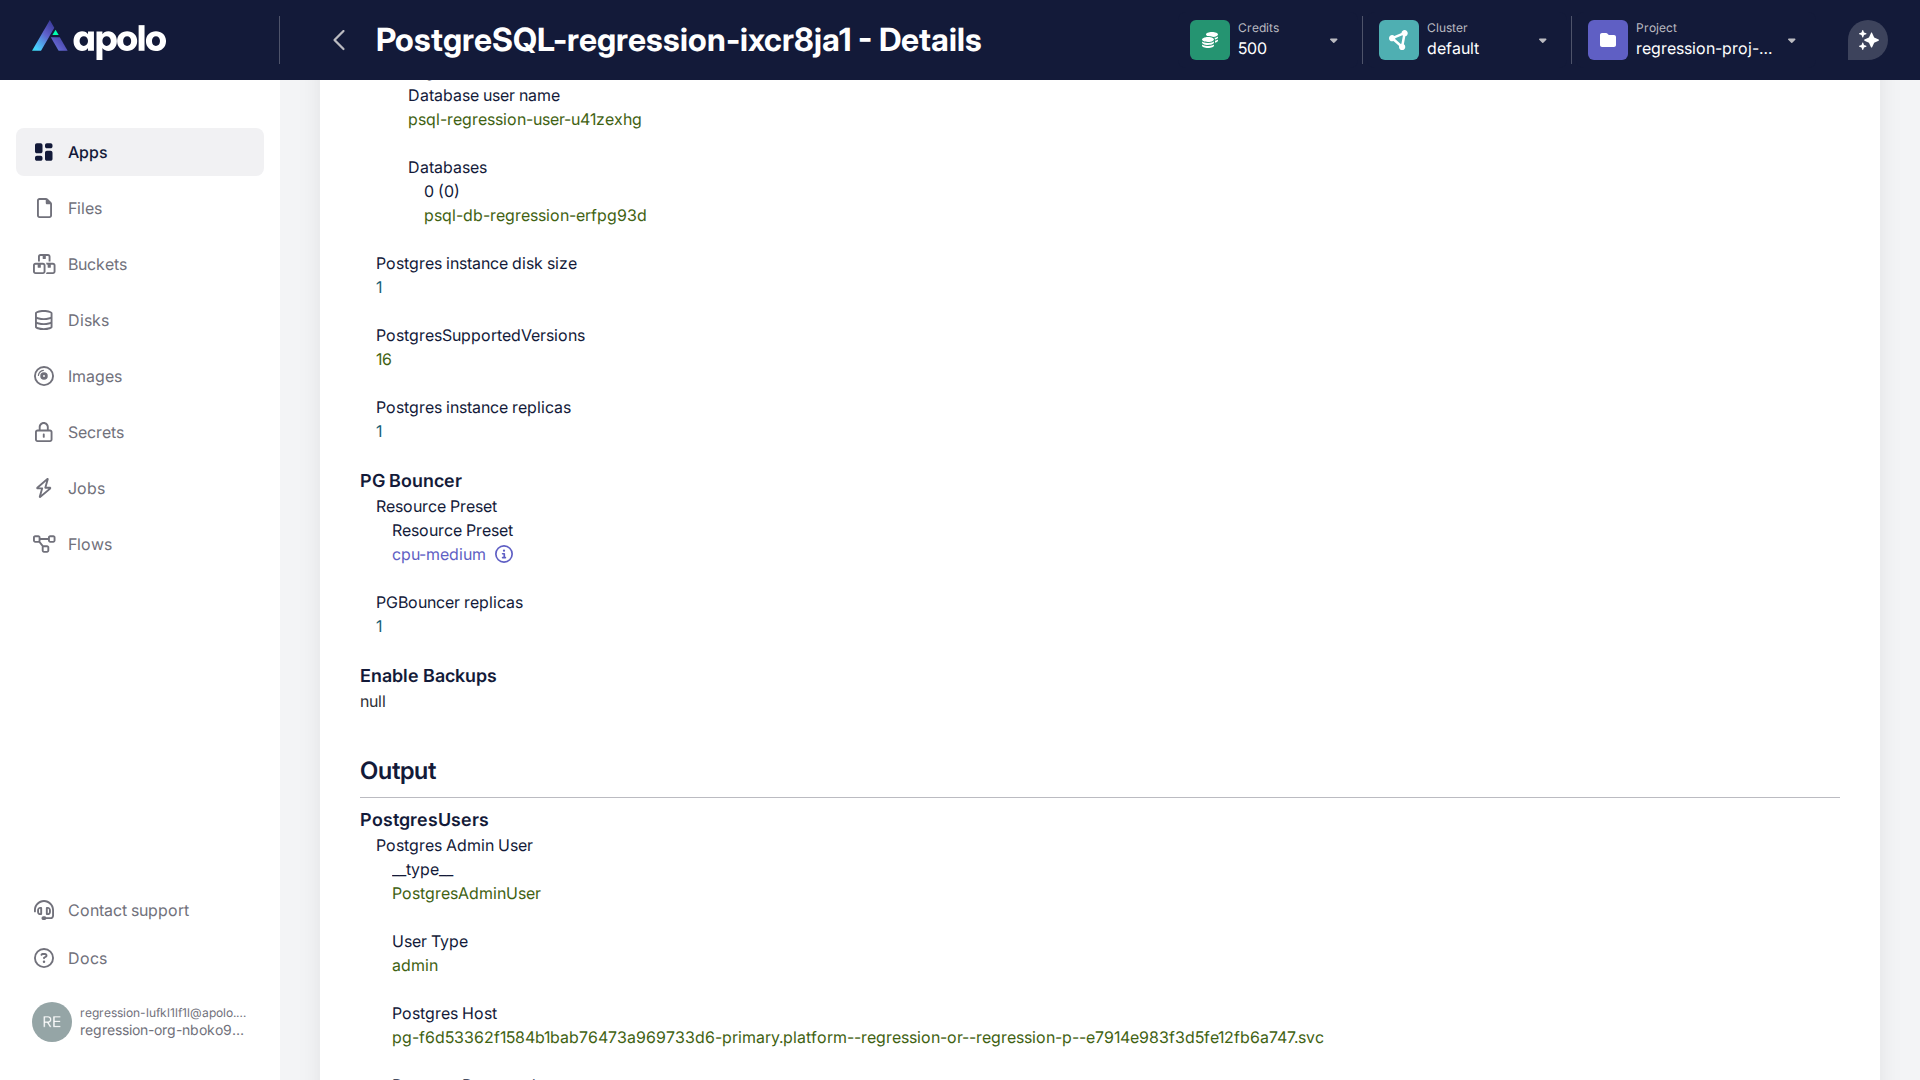 apolo
PostgreSQL-regression-ixcr8ja1 - Details
Credits
500
Cluster
default
Project
regression-proj-...
Apps
Files
Buckets
Disks
Images
Secrets
Jobs
Flows
Contact support
Docs
RE
regression-lufkl1lf1l@apolo....
regression-org-nboko9...
Database user name
psql-regression-user-u41zexhg
Databases
0 (0)
psql-db-regression-erfpg93d
Postgres instance disk size
1
PostgresSupportedVersions
16
Postgres instance replicas
1
PG Bouncer
Resource Preset
Resource Preset
cpu-medium
PGBouncer replicas
1
Enable Backups
null
Output
PostgresUsers
Postgres Admin User
__type__
PostgresAdminUser
User Type
admin
Postgres Host
pg-f6d53362f1584b1bab76473a969733d6-primary.platform--regression-or--regression-p--e7914e983f3d5fe12fb6a747.svc